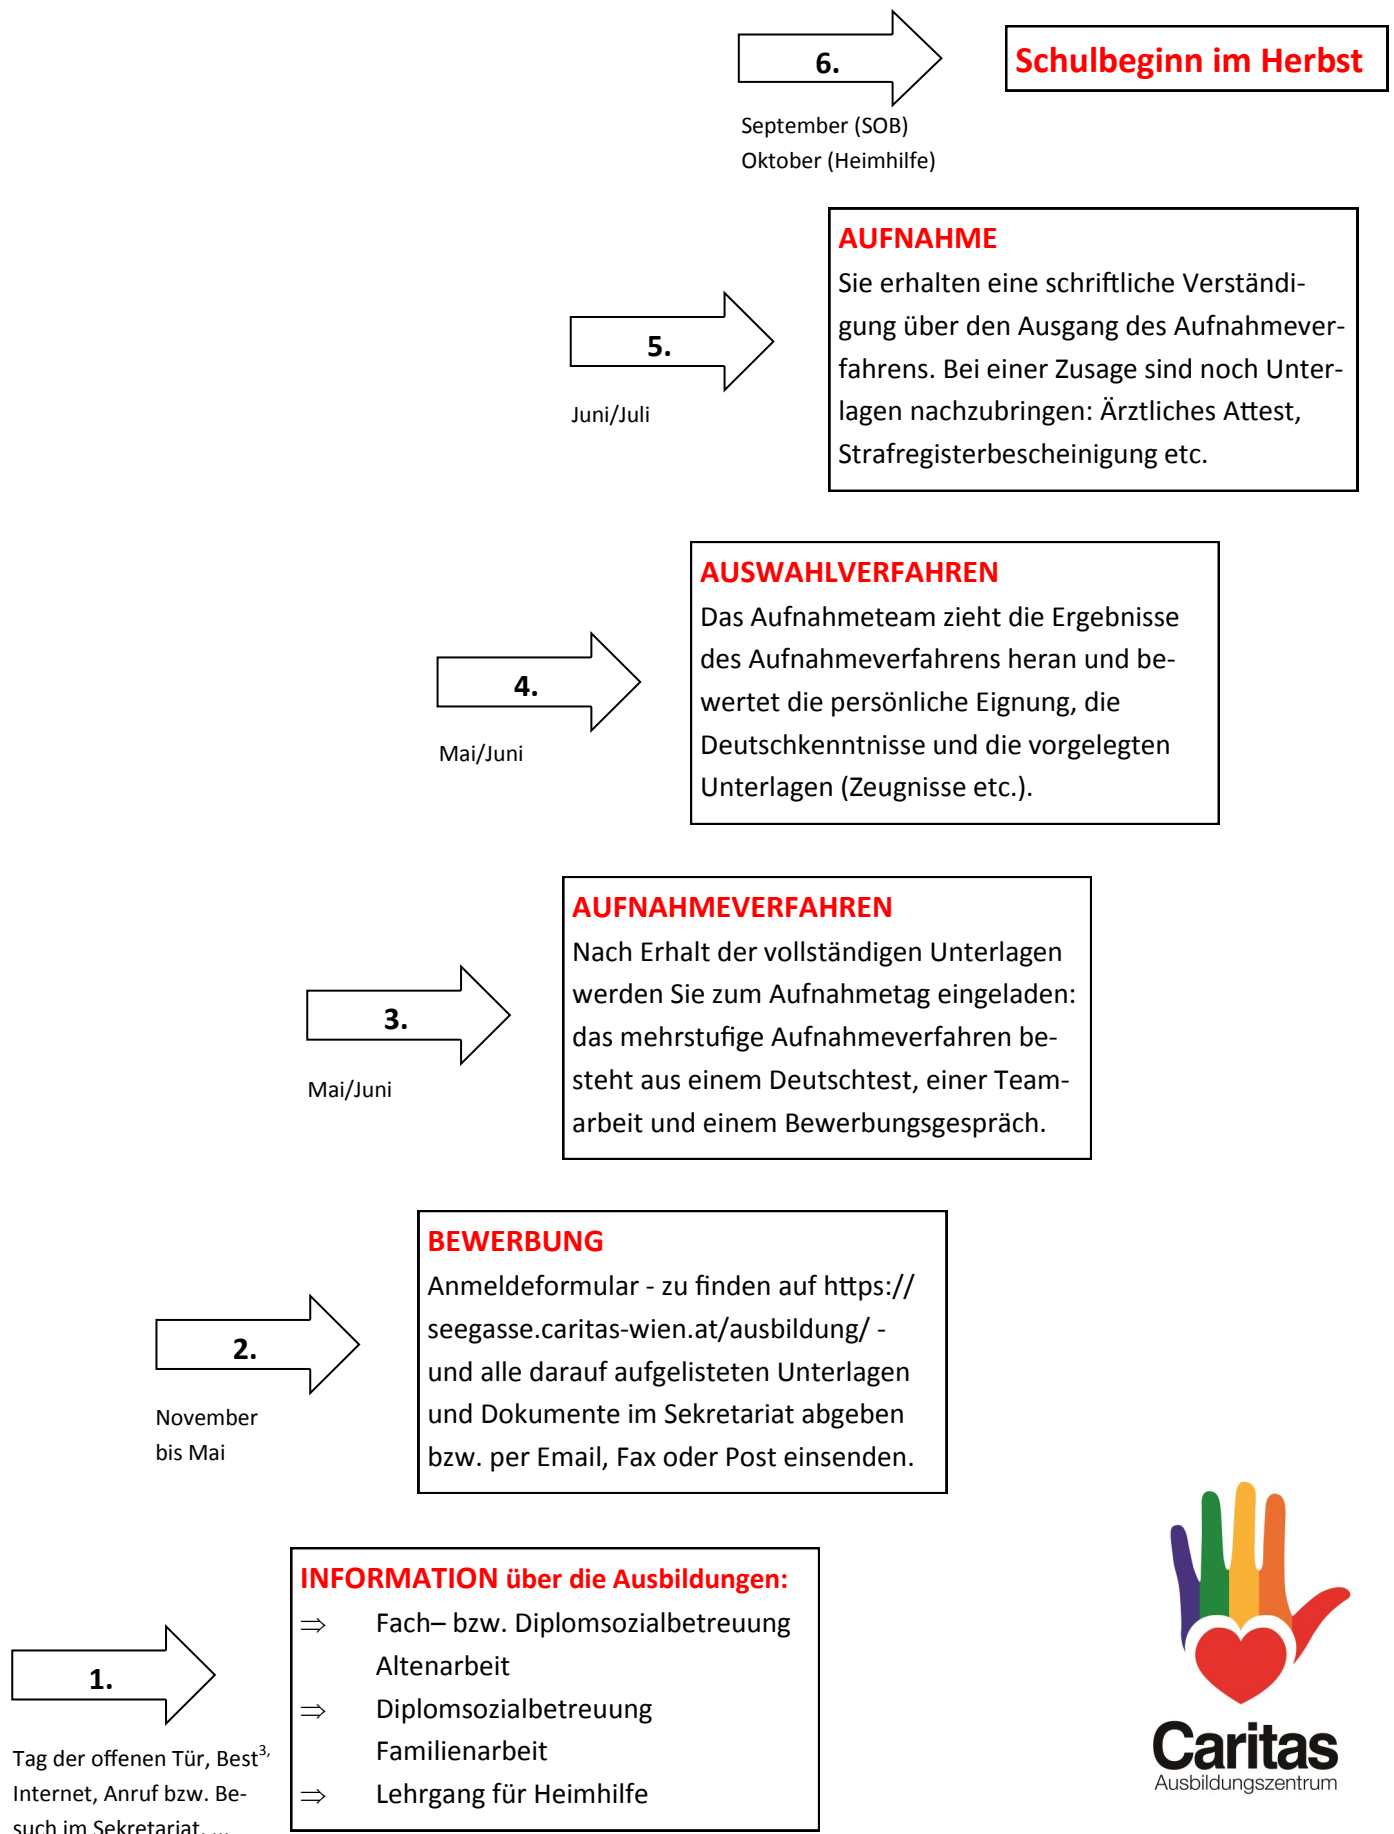 6.
Schulbeginn im Herbst
September (SOB)
Oktober (Heimhilfe)
AUFNAHME
Sie erhalten eine schriftliche Verständi-
gung über den Ausgang des Aufnahmever-
fahrens. Bei einer Zusage sind noch Unter-
lagen nachzubringen: Ärztliches Attest,
Strafregisterbescheinigung etc.
5.
Juni/Juli
AUSWAHLVERFAHREN
Das Aufnahmeteam zieht die Ergebnisse
des Aufnahmeverfahrens heran und be-
wertet die persönliche Eignung, die
Deutschkenntnisse und die vorgelegten
Unterlagen (Zeugnisse etc.).
4.
Mai/Juni
AUFNAHMEVERFAHREN
Nach Erhalt der vollständigen Unterlagen
werden Sie zum Aufnahmetag eingeladen:
das mehrstufige Aufnahmeverfahren be-
steht aus einem Deutschtest, einer Team-
arbeit und einem Bewerbungsgespräch.
3.
Mai/Juni
BEWERBUNG
Anmeldeformular - zu finden auf https://
seegasse.caritas-wien.at/ausbildung/ -
und alle darauf aufgelisteten Unterlagen
und Dokumente im Sekretariat abgeben
bzw. per Email, Fax oder Post einsenden.
2.
November
bis Mai
INFORMATION über die Ausbildungen:
⇒ Fach– bzw. Diplomsozialbetreuung
Altenarbeit
⇒ Diplomsozialbetreuung
Familienarbeit
⇒ Lehrgang für Heimhilfe
1.
Tag der offenen Tür, Best³,
Internet, Anruf bzw. Be-
such im Sekretariat, ...
Caritas
Ausbildungszentrum